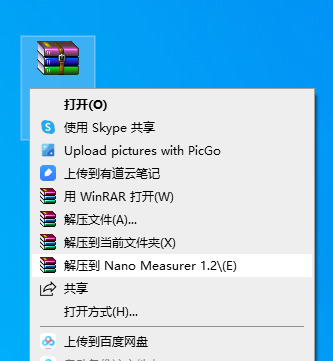 打开(O)
使用 Skype 共享
Upload pictures with PicGo
上传到有道云笔记
用 WinRAR 打开(W)
解压文件(A)...
解压到当前文件夹(X)
解压到 Nano Measurer 1.2\(E)
共享
打开方式(H)...
上传到百度网盘